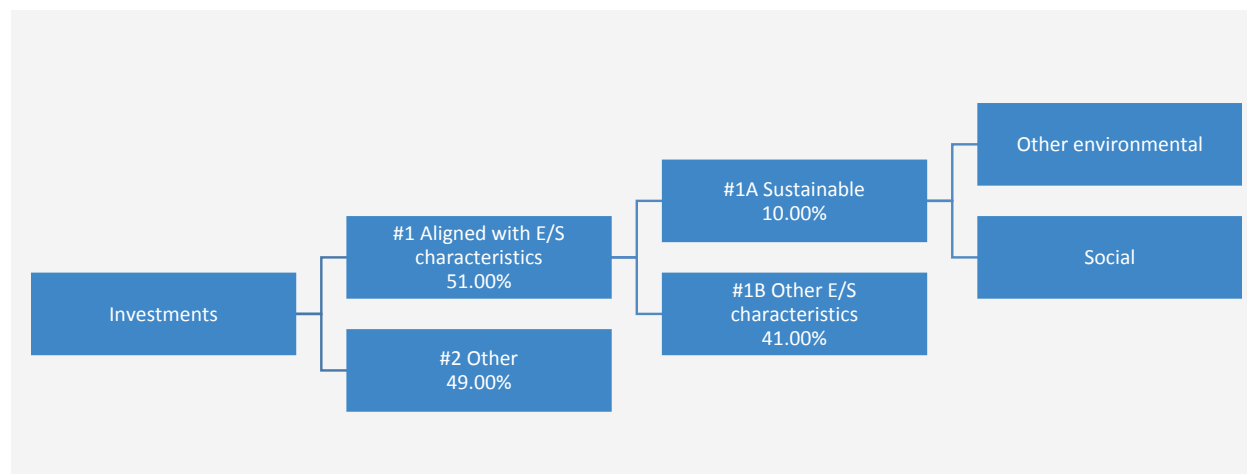 Investments
#1 Aligned with E/S
characteristics
51.00%
#2 Other
49.00%
#1A Sustainable
10.00%
#1B Other E/S
characteristics
41.00%
Other environmental
Social